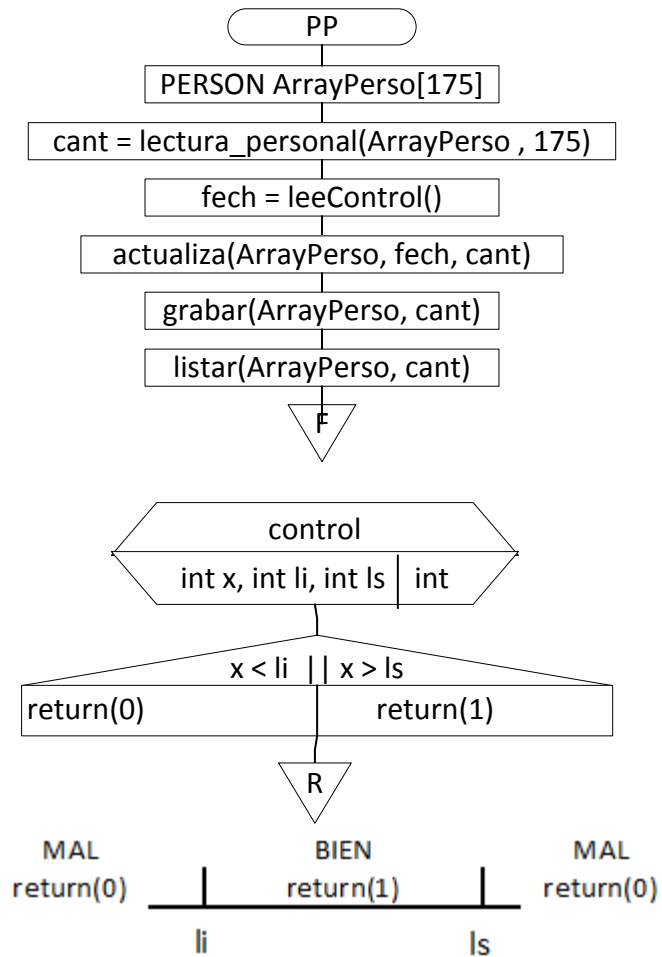 PP
PERSON ArrayPerso[175]
cant = lectura_personal(ArrayPerso , 175)
fech = leeControl()
actualiza(ArrayPerso, fech, cant)
grabar(ArrayPerso, cant)
listar(ArrayPerso, cant)
F
control
int x, int li, int ls int
x < li || x > ls
return(0) return(1)
R
MAL BIEN MAL
return(0) return(1) return(0)
li ls